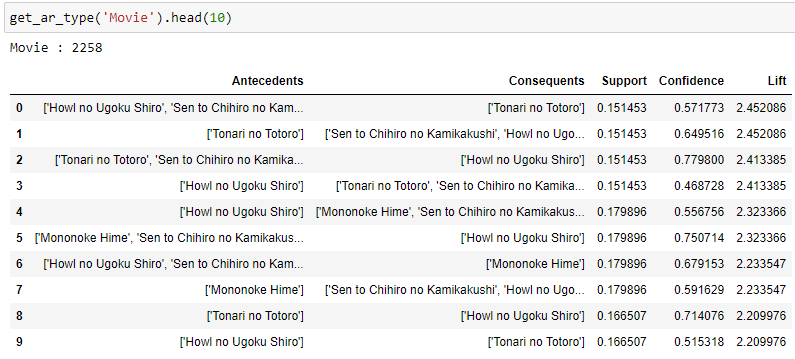 get_ar_type('Movie').head(10)
Movie : 2258
Antecedents Consequents Support Confidence Lift
0 ['Howl no Ugoku Shiro', 'Sen to Chihiro no Kam... ['Tonari no Totoro'] 0.151453 0.571773 2.452086
1 ['Tonari no Totoro'] ['Sen to Chihiro no Kamikakushi', 'Howl no Ugo... 0.151453 0.649516 2.452086
2 ['Tonari no Totoro', 'Sen to Chihiro no Kamika... ['Howl no Ugoku Shiro'] 0.151453 0.779800 2.413385
3 ['Howl no Ugoku Shiro'] ['Tonari no Totoro', 'Sen to Chihiro no Kamika... 0.151453 0.468728 2.413385
4 ['Howl no Ugoku Shiro'] ['Mononoke Hime', 'Sen to Chihiro no Kamikakus... 0.179896 0.556756 2.323366
5 ['Mononoke Hime', 'Sen to Chihiro no Kamikakus... ['Howl no Ugoku Shiro'] 0.179896 0.750714 2.323366
6 ['Howl no Ugoku Shiro', 'Sen to Chihiro no Kam... ['Mononoke Hime'] 0.179896 0.679153 2.233547
7 ['Mononoke Hime'] ['Sen to Chihiro no Kamikakushi', 'Howl no Ugo... 0.179896 0.591629 2.233547
8 ['Tonari no Totoro'] ['Howl no Ugoku Shiro'] 0.166507 0.714076 2.209976
9 ['Howl no Ugoku Shiro'] ['Tonari no Totoro'] 0.166507 0.515318 2.209976